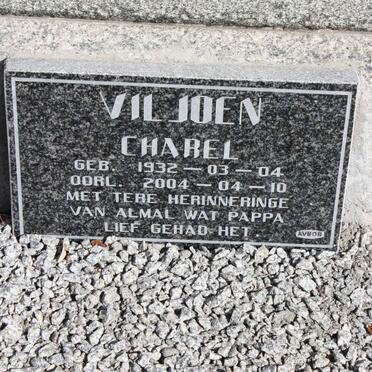 VILJOEN
CHAREL
GEB. 1932 — 03 — 04
OORL. 2004 — 04 — 10
MET TERE HERINNERINGE
VAN ALMAL WAT PAPPA
LIEF GEHAD HET
AVBOB